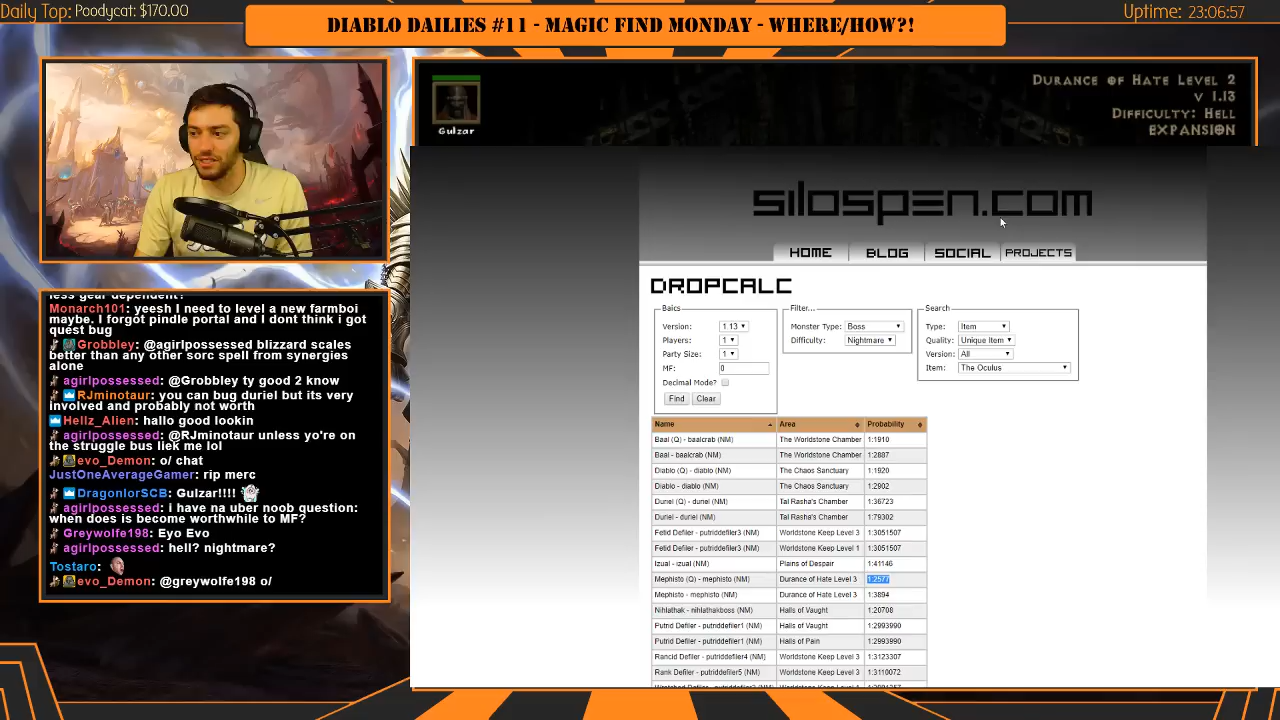 Daily Top: Poodycat: $170.00
DIABLO DAILIES #11 - MAGIC FIND MONDAY - WHERE/HOW?!
Uptime: 23:06:57
Gulzar
DURANCE OF HATE LEVEL 2
V 1.13
DIFFICULTY: HELL
EXPANSION
less gear dependent?
Monarch101: yeesh I need to level a new farmboi
maybe. I forgot pindle portal and I dont think i got
quest bug
Grobbley: @agirlpossessed blizzard scales
better than any other sorc spell from synergies
alone
agirlpossessed: @Grobbley ty good 2 know
RJminotaur: you can bug duriel but its very
involved and probably not worth
Hellz_Alien: hallo good lookin
agirlpossessed: @RJminotaur unless yo're on
the struggle bus liek me lol
evo_Demon: o/ chat
JustOneAverageGamer: rip merc
DragonlorSCB: Gulzar!!!!
agirlpossessed: i have na uber noob question:
when does is become worthwhile to MF?
Greywolfe198: Eyo Evo
agirlpossessed: hell? nightmare?
Tostaro:
evo_Demon: @greywolfe198 o/
silospen.com
HOME BLOG SOCIAL PROJECTS
DROPCALC
Baics
Version: 1 13
Players: 1
Party Size: 1
MF: 0
Decimal Mode?
Find Clear
Filter...
Monster Type: Boss
Difficulty: Nightmare
Search
Type: Item
Quality: Unique Item
Version: All
Item: The Oculus
Name Area Probability
Baal (Q) - baalcrab (NM) The Worldstone Chamber 1:1910
Baal - baalcrab (NM) The Worldstone Chamber 1:2887
Diablo (Q) - diablo (NM) The Chaos Sanctuary 1:1920
Diablo - diablo (NM) The Chaos Sanctuary 1:2902
Duriel (Q) - duriel (NM) Tal Rasha's Chamber 1:36723
Duriel - duriel (NM) Tal Rasha's Chamber 1:79302
Fetid Defiler - putriddefiler3 (NM) Worldstone Keep Level 3 1:3051507
Fetid Defiler - putriddefiler3 (NM) Worldstone Keep Level 1 1:3051507
Izual - izual (NM) Plains of Despair 1:41146
Mephisto (Q) - mephisto (NM) Durance of Hate Level 3 1:2577
Mephisto - mephisto (NM) Durance of Hate Level 3 1:3894
Nihlathak - nihlathakboss (NM) Halls of Vaught 1:20708
Putrid Defiler - putriddefiler1 (NM) Halls of Vaught 1:2993990
Putrid Defiler - putriddefiler1 (NM) Halls of Pain 1:2993990
Rancid Defiler - putriddefiler4 (NM) Worldstone Keep Level 3 1:3123307
Rank Defiler - putriddefiler5 (NM) Worldstone Keep Level 3 1:3110072